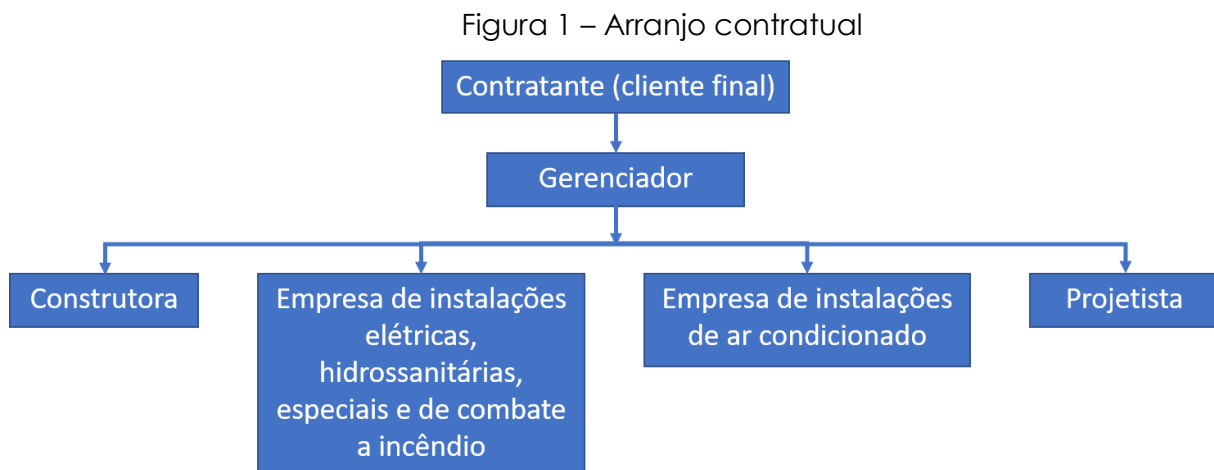 Figura 1 – Arranjo contratual
Contratante (cliente final)
Gerenciador
Construtora
Empresa de instalações
elétricas,
hidrossanitárias,
especiais e de combate
a incêndio
Empresa de instalações
de ar condicionado
Projetista